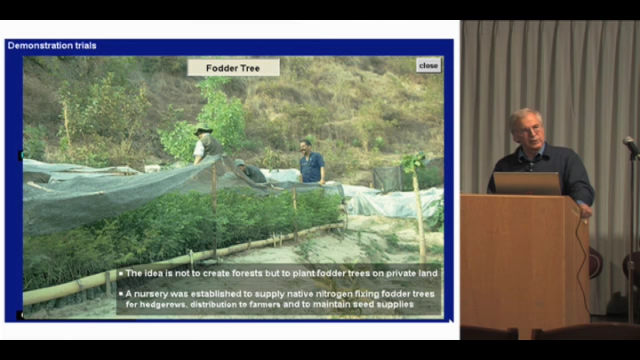 Demonstration trials
Fodder Tree
close
The idea is not to create forests but to plant fodder trees on private land
A nursery was established to supply native nitrogen fixing fodder trees
for hedgerows, distribution to farmers and to maintain seed supplies